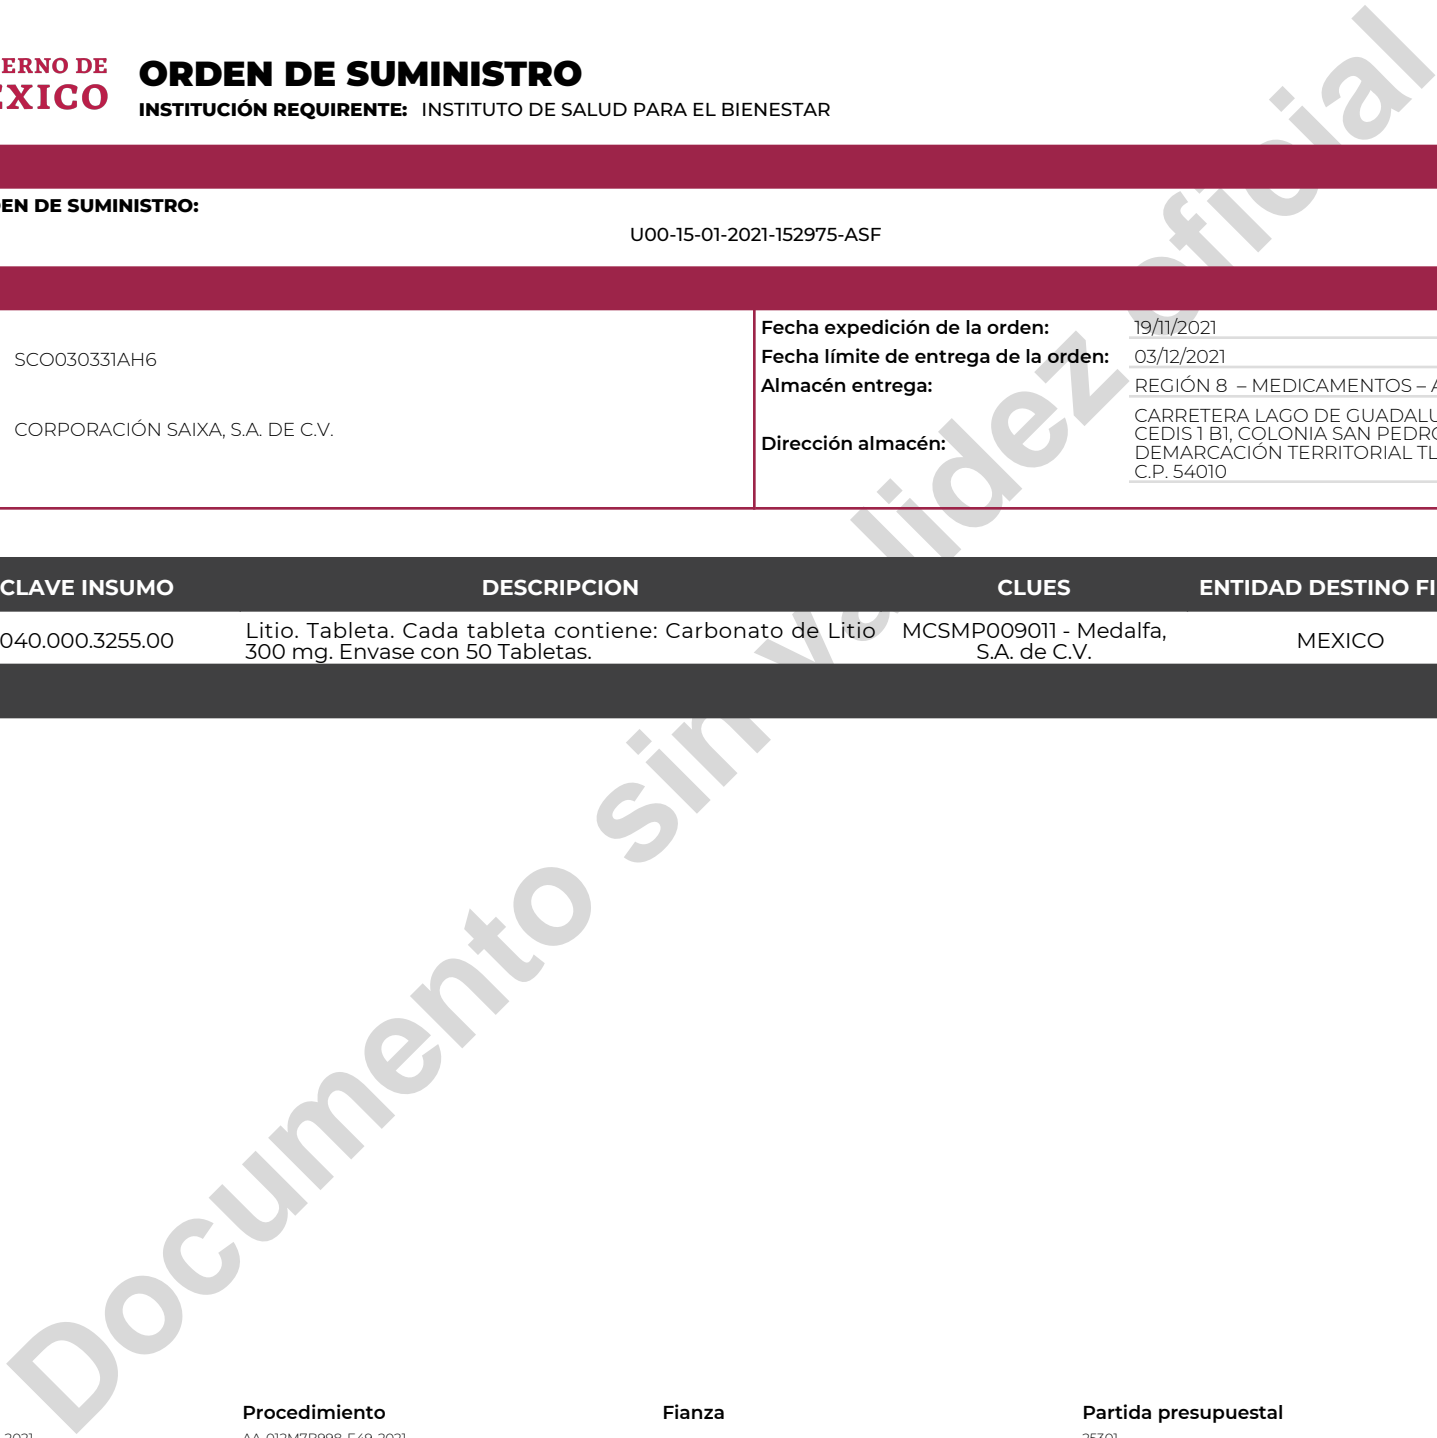 ERNO DE
ORDEN DE SUMINISTRO
INSTITUCIÓN REQUIRENTE: INSTITUTO DE SALUD PARA EL BIENESTAR
EN DE SUMINISTRO:
U00-15-01-2021-152975-ASF
SCO030331AH6
CORPORACIÓN SAIXA, S.A. DE C.V.
Fecha expedición de la orden: 19/11/2021
Fecha límite de entrega de la orden: 03/12/2021
Almacén entrega: REGIÓN 8 – MEDICAMENTOS – A
Dirección almacén:
CARRETERA LAGO DE GUADALU
CEDIS 1 B1, COLONIA SAN PEDRO
DEMARCACIÓN TERRITORIAL TL
C.P. 54010
CLAVE INSUMO DESCRIPCION CLUES ENTIDAD DESTINO FI
040.000.3255.00
Litio. Tableta. Cada tableta contiene: Carbonato de Litio
300 mg. Envase con 50 Tabletas.
MCSMP009011 - Medalfa,
S.A. de C.V.
MEXICO
Documento sin validez oficial
Procedimiento Fianza Partida presupuestal